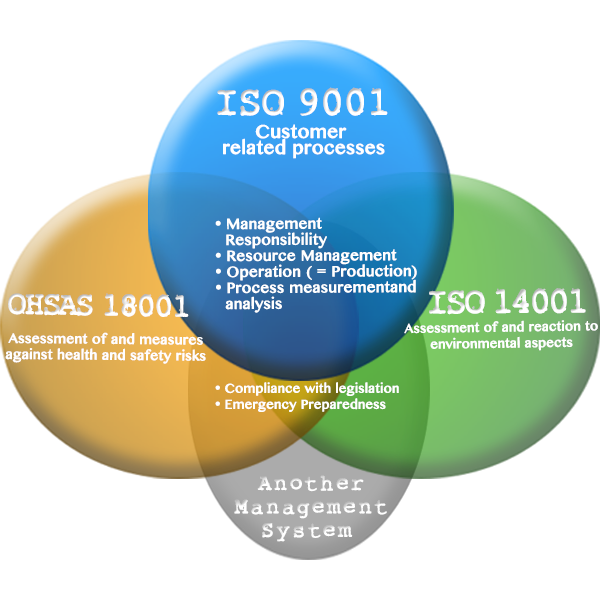 ISO 9001
Customer
related processes
• Management
Responsibility
• Resource Management
• Operation ( = Production)
• Process measurementand
analysis
OHSAS 18001
Assessment of and measures
against health and safety risks
ISO 14001
Assessment of and reaction to
environmental aspects
• Compliance with legislation
• Emergency Preparedness
Another
Management
System